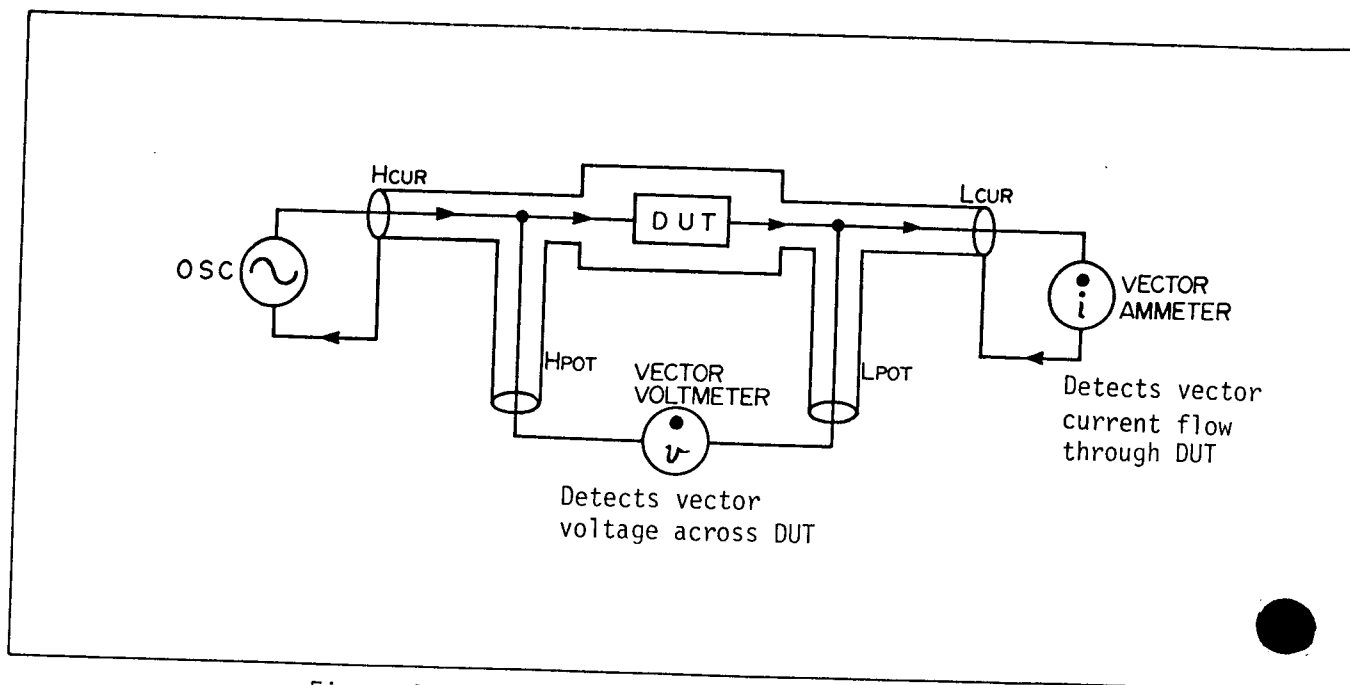 HCUR
LCUR
DUT
OSC
VECTOR
AMMETER
HPOT
LPOT
VECTOR
VOLTMETER
i
v
Detects vector
current flow
through DUT
Detects vector
voltage across DUT